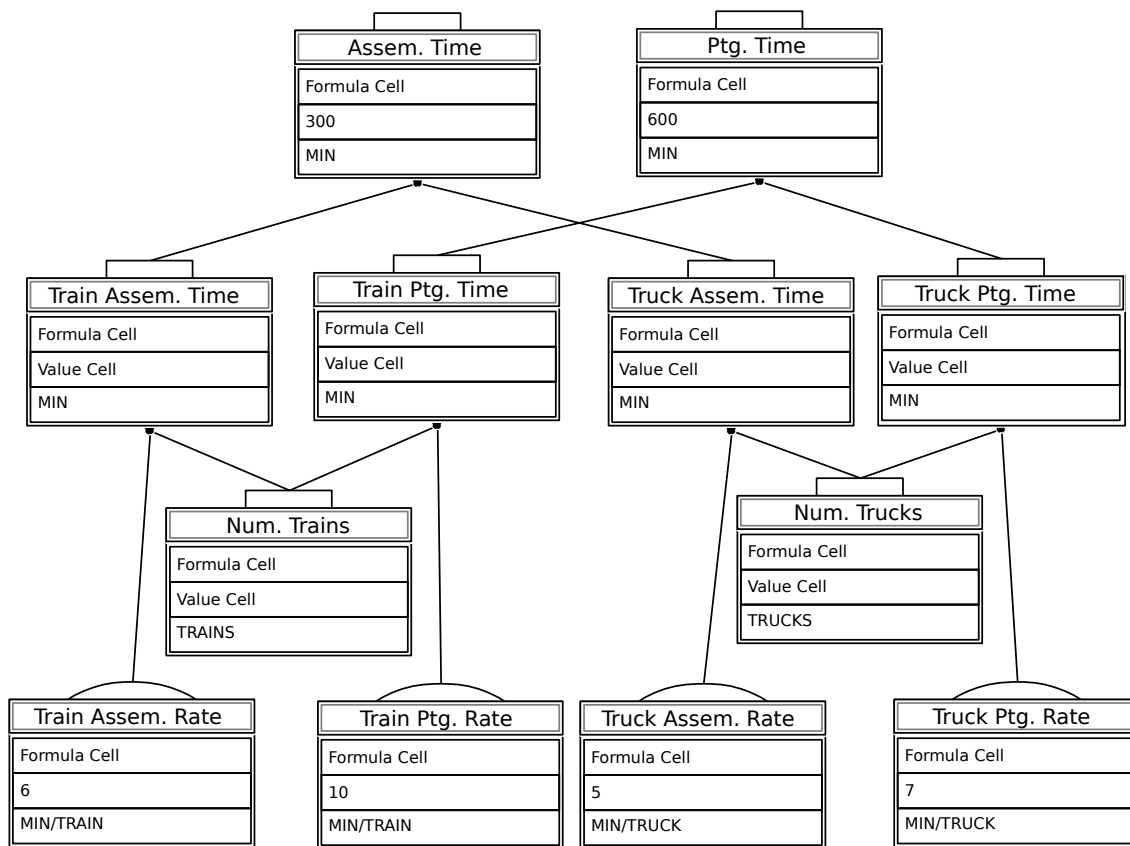 Assem. Time
Formula Cell
300
MIN
Ptg. Time
Formula Cell
600
MIN
Train Assem. Time
Formula Cell
Value Cell
MIN
Train Ptg. Time
Formula Cell
Value Cell
MIN
Truck Assem. Time
Formula Cell
Value Cell
MIN
Truck Ptg. Time
Formula Cell
Value Cell
MIN
Num. Trains
Formula Cell
Value Cell
TRAINS
Num. Trucks
Formula Cell
Value Cell
TRUCKS
Train Assem. Rate
Formula Cell
6
MIN/TRAIN
Train Ptg. Rate
Formula Cell
10
MIN/TRAIN
Truck Assem. Rate
Formula Cell
5
MIN/TRUCK
Truck Ptg. Rate
Formula Cell
7
MIN/TRUCK